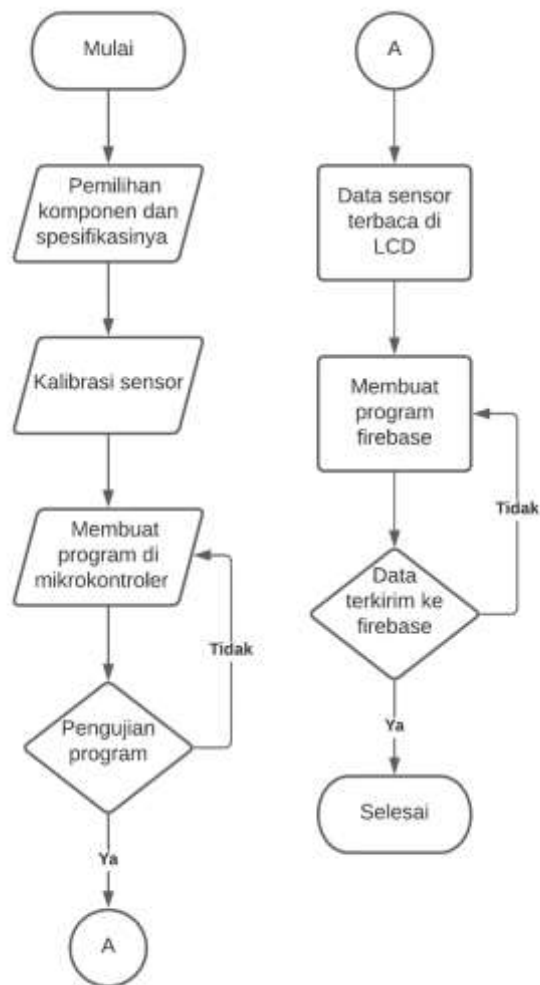 Mulai
Pemilihan
komponen dan
spesifikasinya
Kalibrasi sensor
Membuat
program di
mikrokontroler
Tidak
Pengujian
program
Ya
A
A
Data sensor
terbaca di
LCD
Membuat
program
firebase
Tidak
Data
terkirim ke
firebase
Ya
Selesai